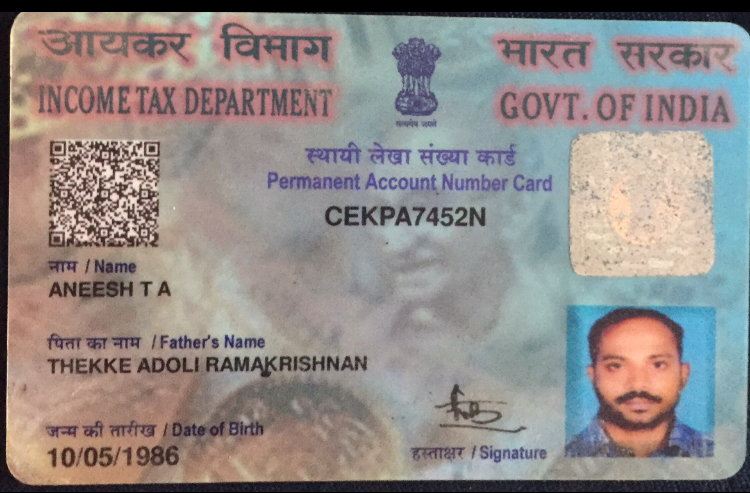 आयकर विभाग
INCOME TAX DEPARTMENT
भारत सरकार
GOVT. OF INDIA
सत्यमेव जयते
स्थायी लेखा संख्या कार्ड
Permanent Account Number Card
CEKPA7452N
नाम / Name
ANEESH T A
पिता का नाम / Father's Name
THEKKE ADOLI RAMAKRISHNAN
जन्म की तारीख / Date of Birth
10/05/1986
हस्ताक्षर / Signature